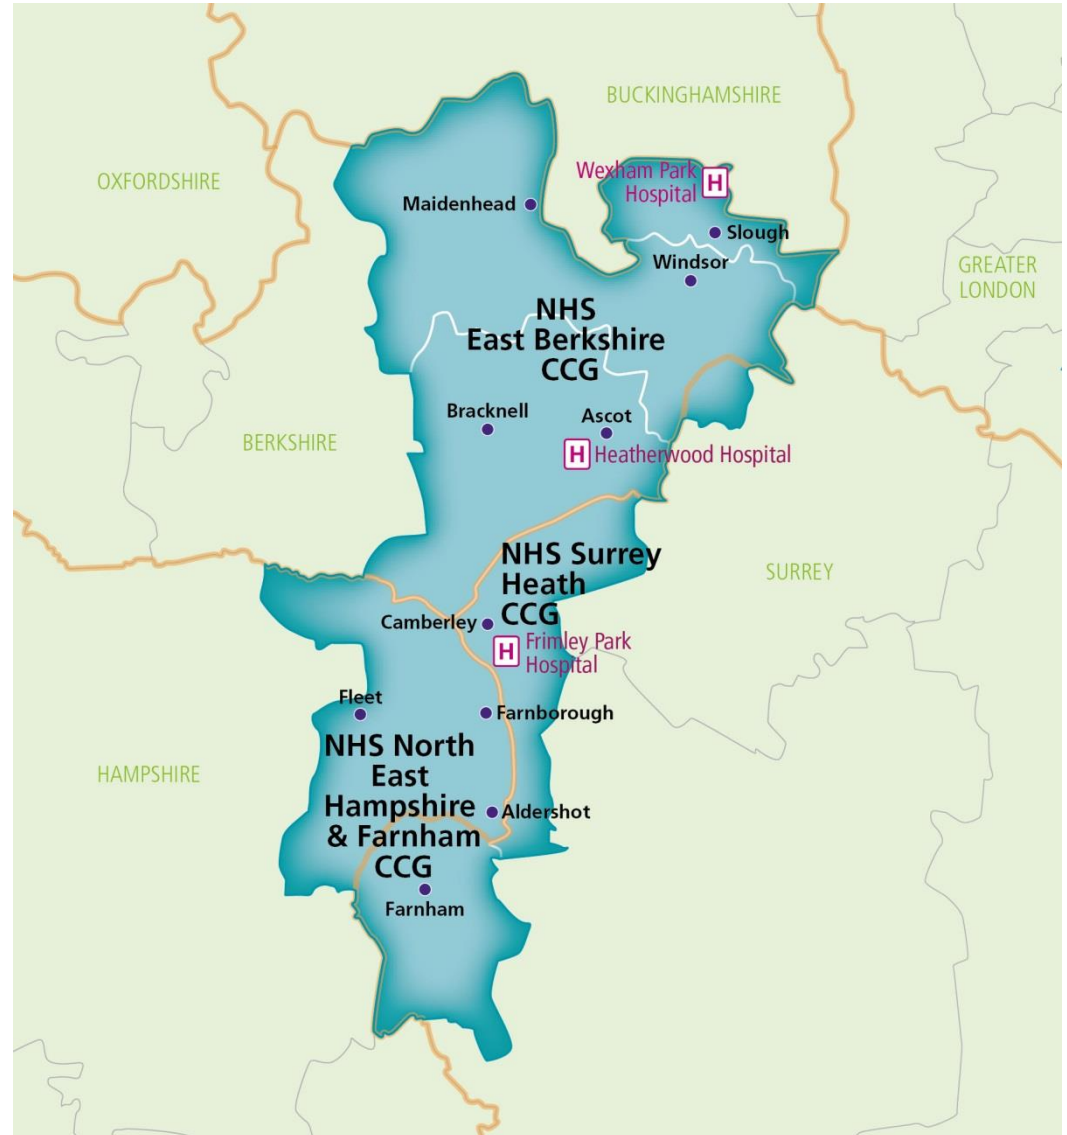 BUCKINGHAMSHIRE
OXFORDSHIRE
Wexham Park
Hospital
H
Maidenhead
Slough
Windsor
GREATER
LONDON
NHS
East Berkshire
CCG
Bracknell
Ascot
BERKSHIRE
H
Heatherwood Hospital
NHS Surrey
Heath
CCG
SURREY
Camberley
H
Frimley Park
Hospital
Fleet
Farnborough
NHS North
East
Hampshire
& Farnham
CCG
HAMPSHIRE
Aldershot
Farnham